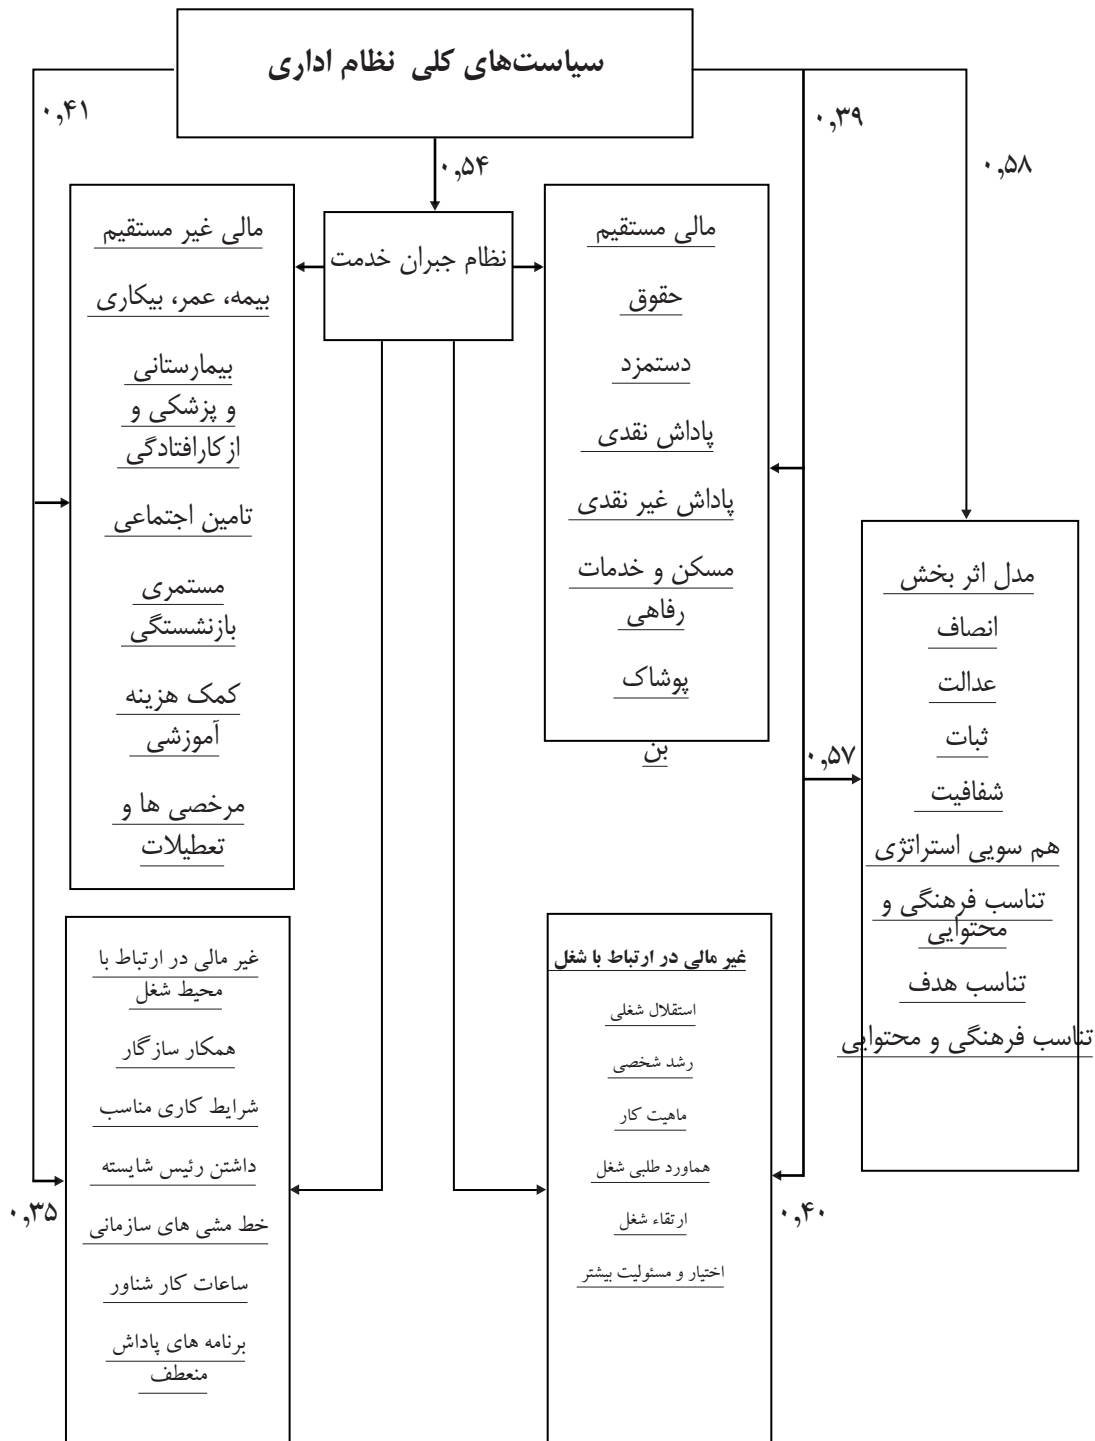 سیاست‌های کلی نظام اداری
۰,۴۱
۰,۳۹
۰,۵۴
۰,۵۸
نظام جبران خدمت
مالی مستقیم
حقوق
دستمزد
پاداش نقدی
پاداش غیر نقدی
مسکن و خدمات
رفاهی
پوشاک
بن
مالی غیر مستقیم
بیمه، عمر، بیکاری
بیمارستانی
و پزشکی و
ازکارافتادگی
تامین اجتماعی
مستمری
بازنشستگی
کمک هزینه
آموزشی
مرخصی ها و
تعطیلات
مدل اثر بخش
انصاف
عدالت
ثبات
شفافیت
هم سویی استراتژی
تناسب فرهنگی و
محتوایی
تناسب هدف
تناسب فرهنگی و محتوایی
۰,۵۷
غیر مالی در ارتباط با شغل
استقلال شغلی
رشد شخصی
ماهیت کار
هماورد طلبی شغل
ارتقاء شغل
اختیار و مسئولیت بیشتر
۰,۴۰
غیر مالی در ارتباط با
محیط شغل
همکار سازگار
شرایط کاری مناسب
داشتن رئیس شایسته
خط مشی های سازمانی
ساعات کار شناور
برنامه های پاداش
منعطف
۰,۳۵